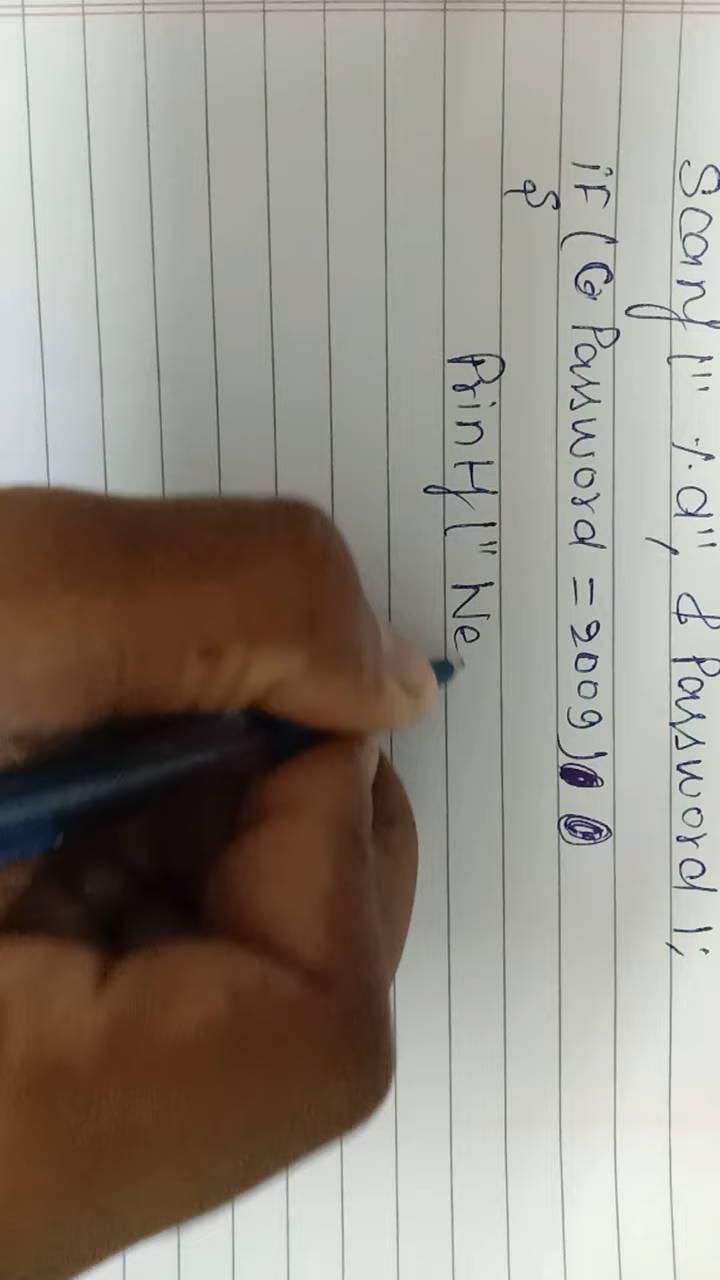 Scanf(" %d", & Password );
if ( Password = 2009)
{
Printf(" Ne